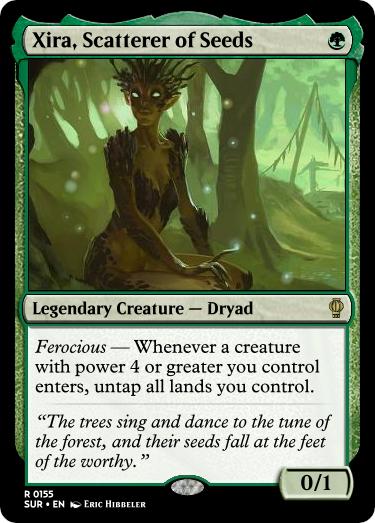 Xira, Scatterer of Seeds
Legendary Creature — Dryad
Ferocious — Whenever a creature
with power 4 or greater you control
enters, untap all lands you control.
“The trees sing and dance to the tune of
the forest, and their seeds fall at the feet
of the worthy.”
0/1
R 0155
SUR • EN Eric Hibbeler